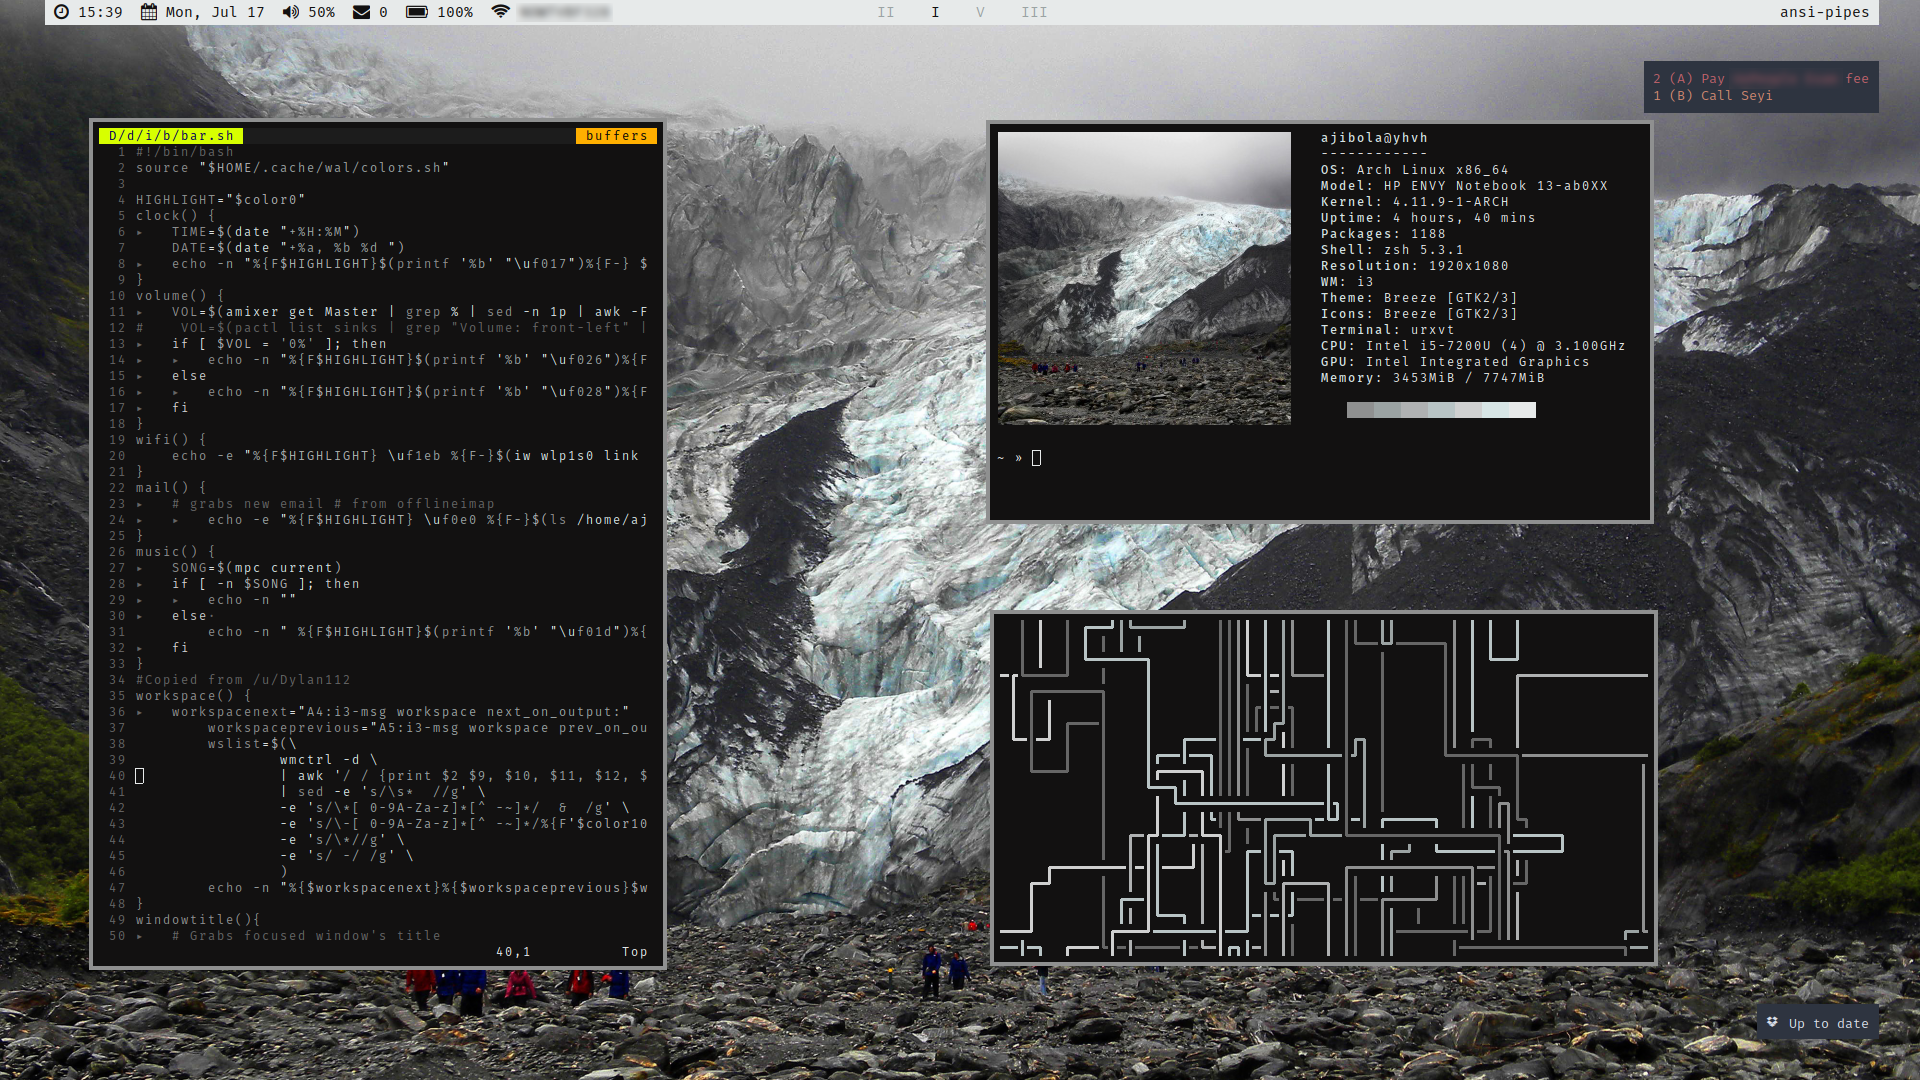 15:39 Mon, Jul 17 50% 0 100%
II I V III
ansi-pipes
2 (A) Pay fee
1 (B) Call Seyi
D/d/i/b/bar.sh buffers
1 #!/bin/bash
2 source "$HOME/.cache/wal/colors.sh"
3
4 HIGHLIGHT="$color0"
5 clock() {
6 ▸ TIME=$(date "+%H:%M")
7 DATE=$(date "+%a, %b %d ")
8 ▸ echo -n "%{F$HIGHLIGHT}$(printf '%b' "\uf017")%{F-} $
9 }
10 volume() {
11 ▸ VOL=$(amixer get Master | grep % | sed -n 1p | awk -F
12 # VOL=$(pactl list sinks | grep "Volume: front-left" |
13 ▸ if [ $VOL = '0%' ]; then
14 ▸ ▸ echo -n "%{F$HIGHLIGHT}$(printf '%b' "\uf026")%{F
15 ▸ else
16 ▸ ▸ echo -n "%{F$HIGHLIGHT}$(printf '%b' "\uf028")%{F
17 ▸ fi
18 }
19 wifi() {
20 echo -e "%{F$HIGHLIGHT} \uf1eb %{F-}$(iw wlp1s0 link
21 }
22 mail() {
23 ▸ # grabs new email # from offlineimap
24 ▸ ▸ echo -e "%{F$HIGHLIGHT} \uf0e0 %{F-}$(ls /home/aj
25 }
26 music() {
27 ▸ SONG=$(mpc current)
28 ▸ if [ -n $SONG ]; then
29 ▸ ▸ echo -n ""
30 ▸ else·
31 echo -n " %{F$HIGHLIGHT}$(printf '%b' "\uf01d")%{
32 ▸ fi
33 }
34 #Copied from /u/Dylan112
35 workspace() {
36 ▸ workspacenext="A4:i3-msg workspace next_on_output:"
37 workspaceprevious="A5:i3-msg workspace prev_on_ou
38 wslist=$(\
39 wmctrl -d \
40 | awk '/ / {print $2 $9, $10, $11, $12, $
41 | sed -e 's/\s*  //g' \
42 -e 's/\*[ 0-9A-Za-z]*[^ -~]*/  &  /g' \
43 -e 's/\-[ 0-9A-Za-z]*[^ -~]*/%{F'$color10
44 -e 's/\*//g' \
45 -e 's/ -/ /g' \
46 )
47 echo -n "%{$workspacenext}%{$workspaceprevious}$w
48 }
49 windowtitle(){
50 ▸ # Grabs focused window's title
40,1 Top
ajibola@yhvh
------------
OS: Arch Linux x86_64
Model: HP ENVY Notebook 13-ab0XX
Kernel: 4.11.9-1-ARCH
Uptime: 4 hours, 40 mins
Packages: 1188
Shell: zsh 5.3.1
Resolution: 1920x1080
WM: i3
Theme: Breeze [GTK2/3]
Icons: Breeze [GTK2/3]
Terminal: urxvt
CPU: Intel i5-7200U (4) @ 3.100GHz
GPU: Intel Integrated Graphics
Memory: 3453MiB / 7747MiB
~ »
Up to date